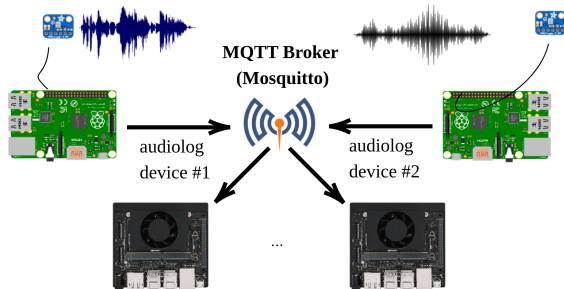 MQTT Broker
(Mosquitto)
audiolog
device #1
audiolog
device #2
...